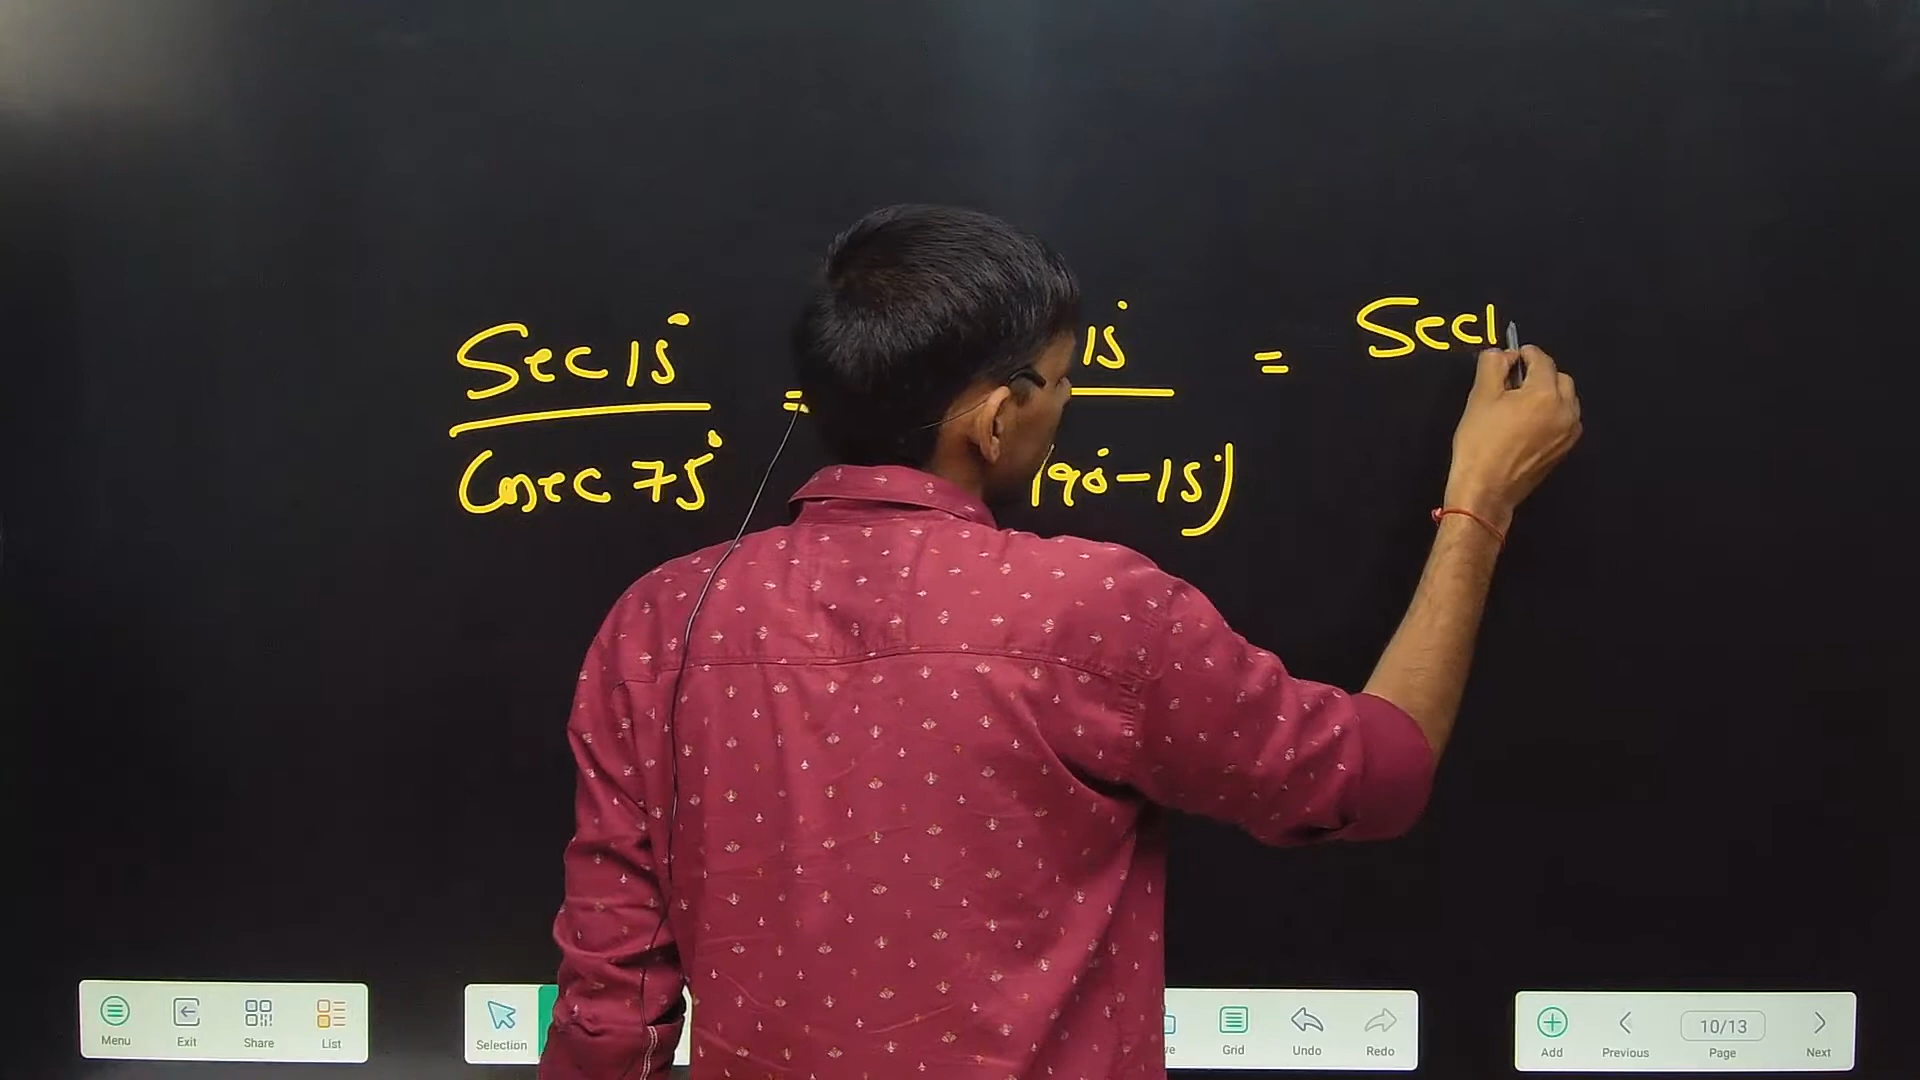 Sec 15° = 15° = Sec1
Cosec 75° (90°-15°)
Menu Exit Share List Selection Grid Undo Redo Add Previous 10/13 Page Next